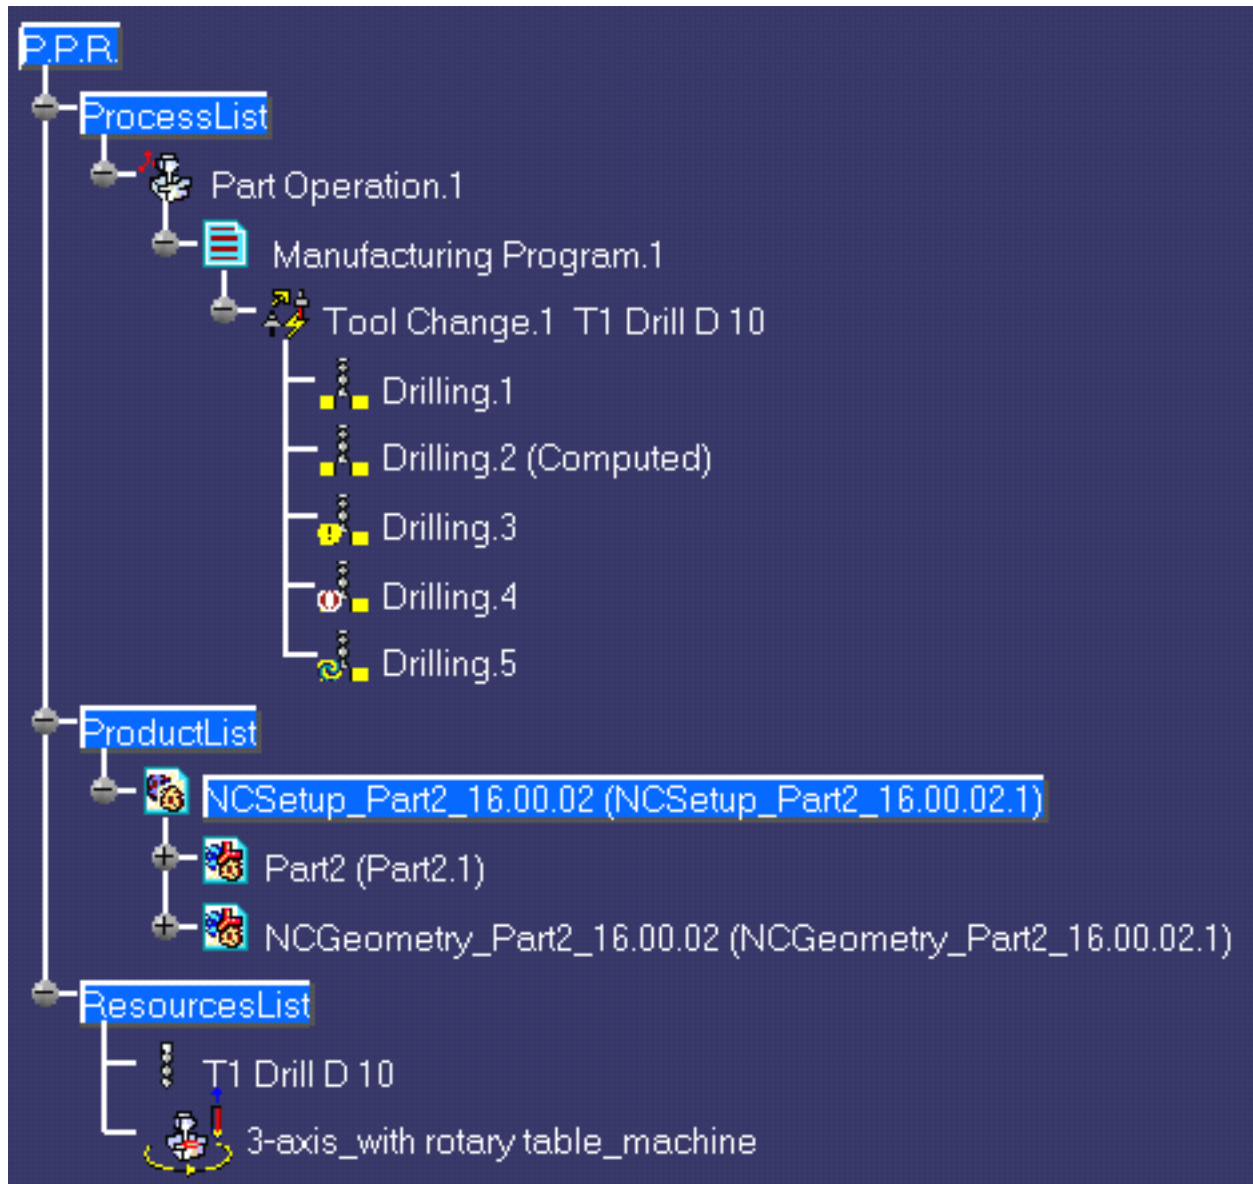 P.P.R.
ProcessList
Part Operation.1
Manufacturing Program.1
Tool Change.1 T1 Drill D 10
Drilling.1
Drilling.2 (Computed)
Drilling.3
Drilling.4
Drilling.5
ProductList
NCSetup_Part2_16.00.02 (NCSetup_Part2_16.00.02.1)
Part2 (Part2.1)
NCGeometry_Part2_16.00.02 (NCGeometry_Part2_16.00.02.1)
ResourcesList
T1 Drill D 10
3-axis_with rotary table_machine